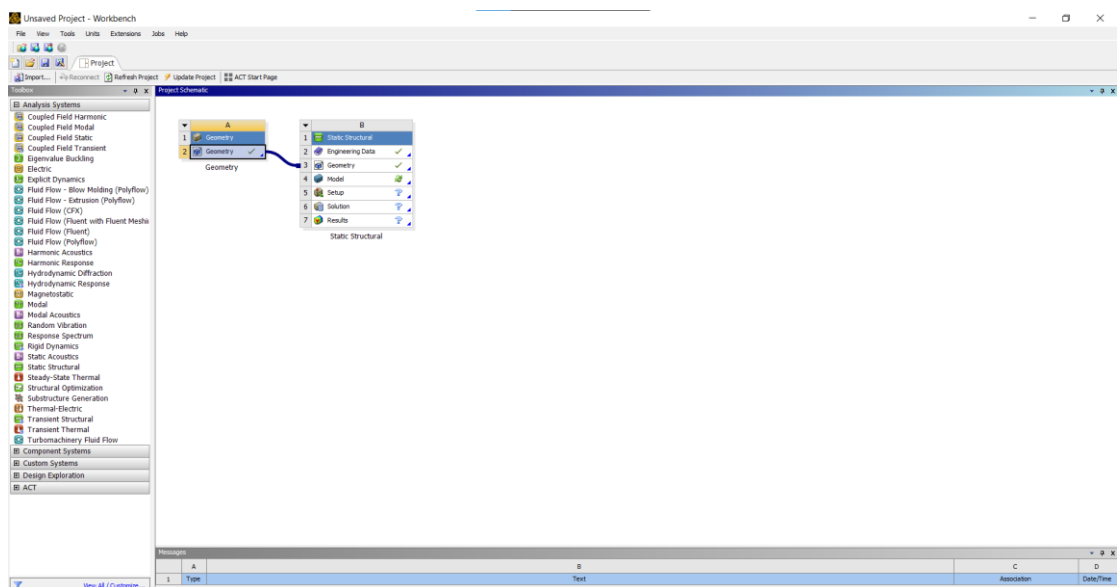 Unsaved Project - Workbench
File View Tools Units Extensions Jobs Help
Project
Import... Reconnect Refresh Project Update Project ACT Start Page
Toolbox
Project Schematic
Analysis Systems
Coupled Field Harmonic
Coupled Field Modal
Coupled Field Static
Coupled Field Transient
Eigenvalue Buckling
Electric
Explicit Dynamics
Fluid Flow - Blow Molding (Polyflow)
Fluid Flow - Extrusion (Polyflow)
Fluid Flow (CFX)
Fluid Flow (Fluent with Fluent Meshin
Fluid Flow (Fluent)
Fluid Flow (Polyflow)
Harmonic Acoustics
Harmonic Response
Hydrodynamic Diffraction
Hydrodynamic Response
Magnetostatic
Modal
Modal Acoustics
Random Vibration
Response Spectrum
Rigid Dynamics
Static Acoustics
Static Structural
Steady-State Thermal
Structural Optimization
Substructure Generation
Thermal-Electric
Transient Structural
Transient Thermal
Turbomachinery Fluid Flow
Component Systems
Custom Systems
Design Exploration
ACT
View All / Customize...
A
1 Geometry
2 Geometry
Geometry
B
1 Static Structural
2 Engineering Data
3 Geometry
4 Model
5 Setup
6 Solution
7 Results
Static Structural
Messages
A B C D
1 Type Text Association Date/Time